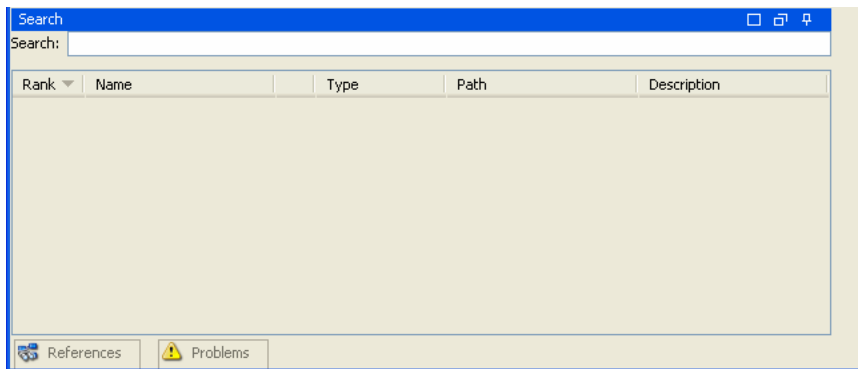 Search
Search:
Rank Name Type Path Description
References Problems